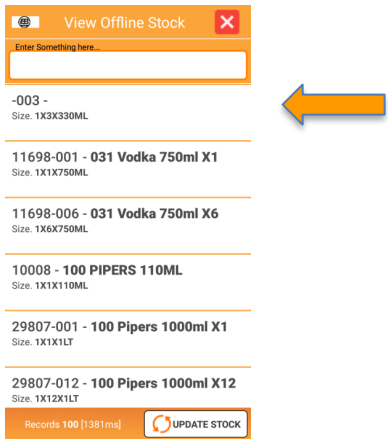 View Offline Stock
Enter Something here...
-003 -
Size. 1X3X330ML
11698-001 - 031 Vodka 750ml X1
Size. 1X1X750ML
11698-006 - 031 Vodka 750ml X6
Size. 1X6X750ML
10008 - 100 PIPERS 110ML
Size. 1X1X110ML
29807-001 - 100 Pipers 1000ml X1
Size. 1X1X1LT
29807-012 - 100 Pipers 1000ml X12
Size. 1X12X1LT
Records 100 [1381ms]
UPDATE STOCK